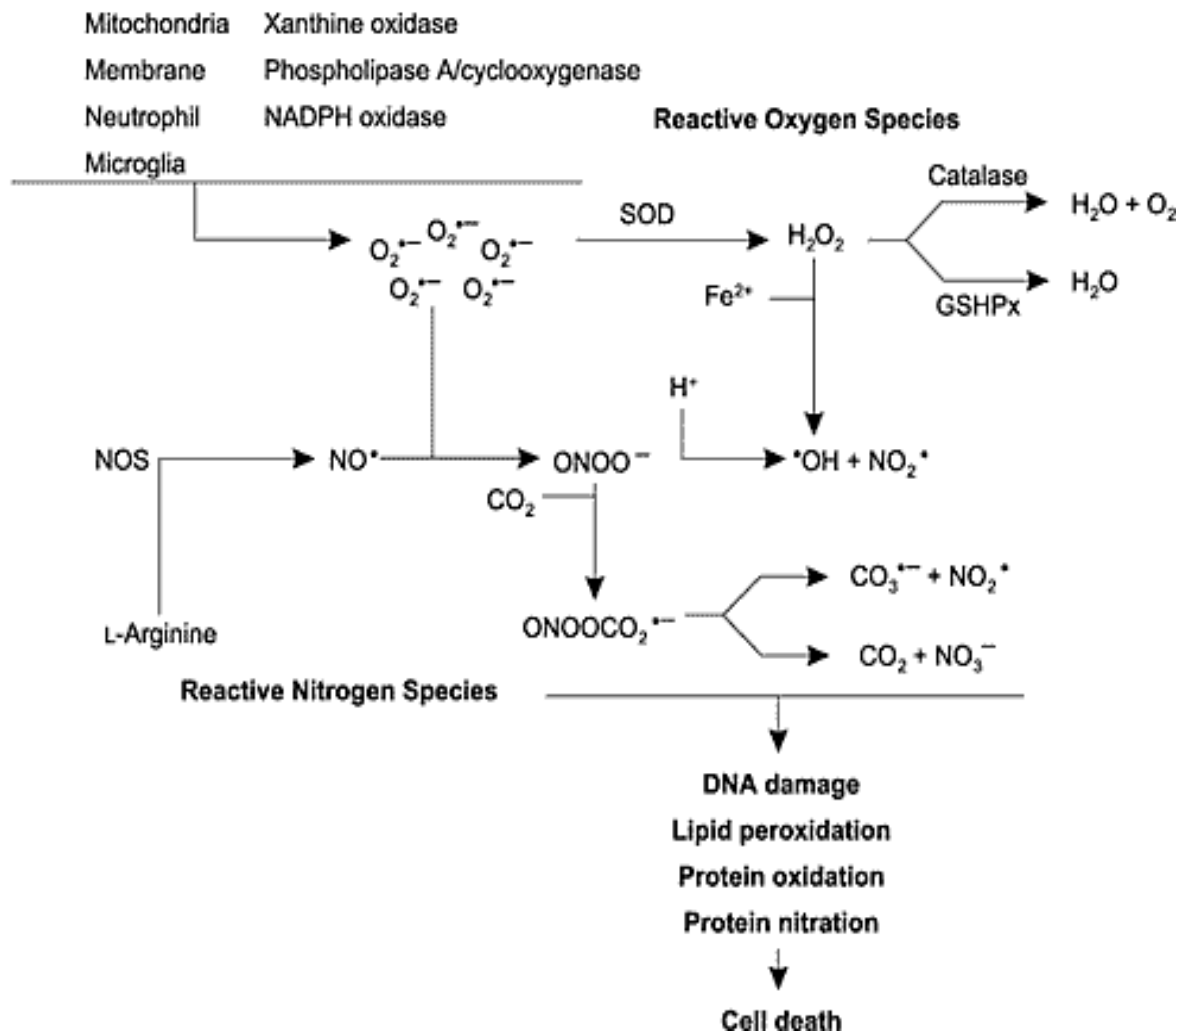 Mitochondria Xanthine oxidase
Membrane Phospholipase A/cyclooxygenase
Neutrophil NADPH oxidase
Microglia
Reactive Oxygen Species
Catalase
H₂O + O₂
SOD
O₂•− O₂•− O₂•−
O₂•− O₂•−
H₂O₂
H₂O
GSHPx
Fe²⁺
H⁺
NOS
NO•
ONOO−
•OH + NO₂•
CO₂
CO₃•− + NO₂•
ONOOCO₂•−
L-Arginine
CO₂ + NO₃−
Reactive Nitrogen Species
DNA damage
Lipid peroxidation
Protein oxidation
Protein nitration
Cell death